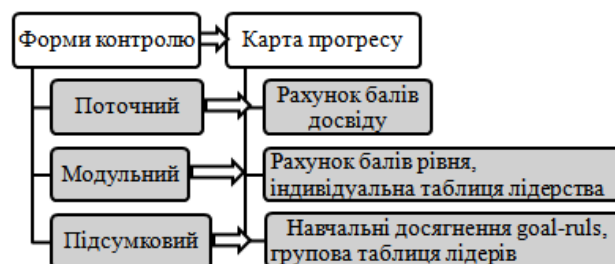 Форми контролю
Карта прогресу
Поточний
Рахунок балів
досвіду
Модульний
Рахунок балів рівня,
індивідуальна таблиця лідерства
Підсумковий
Навчальні досягнення goal-ruls,
групова таблиця лідерів